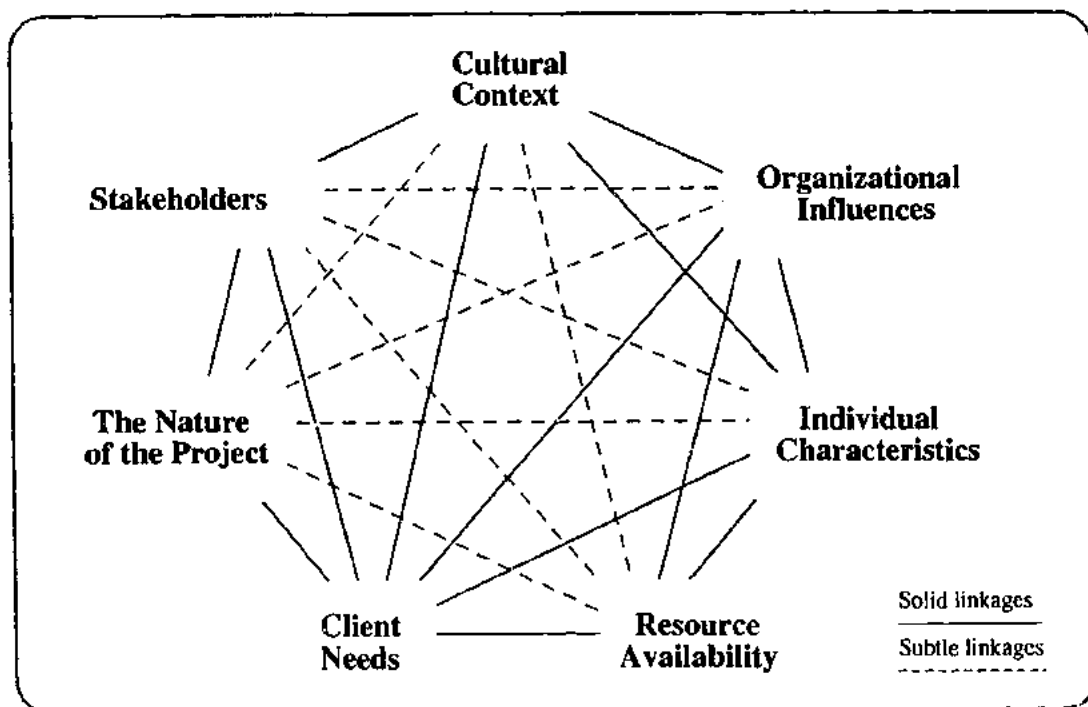 Cultural
Context
Stakeholders
Organizational
Influences
The Nature
of the Project
Individual
Characteristics
Client
Needs
Resource
Availability
Solid linkages
Subtle linkages